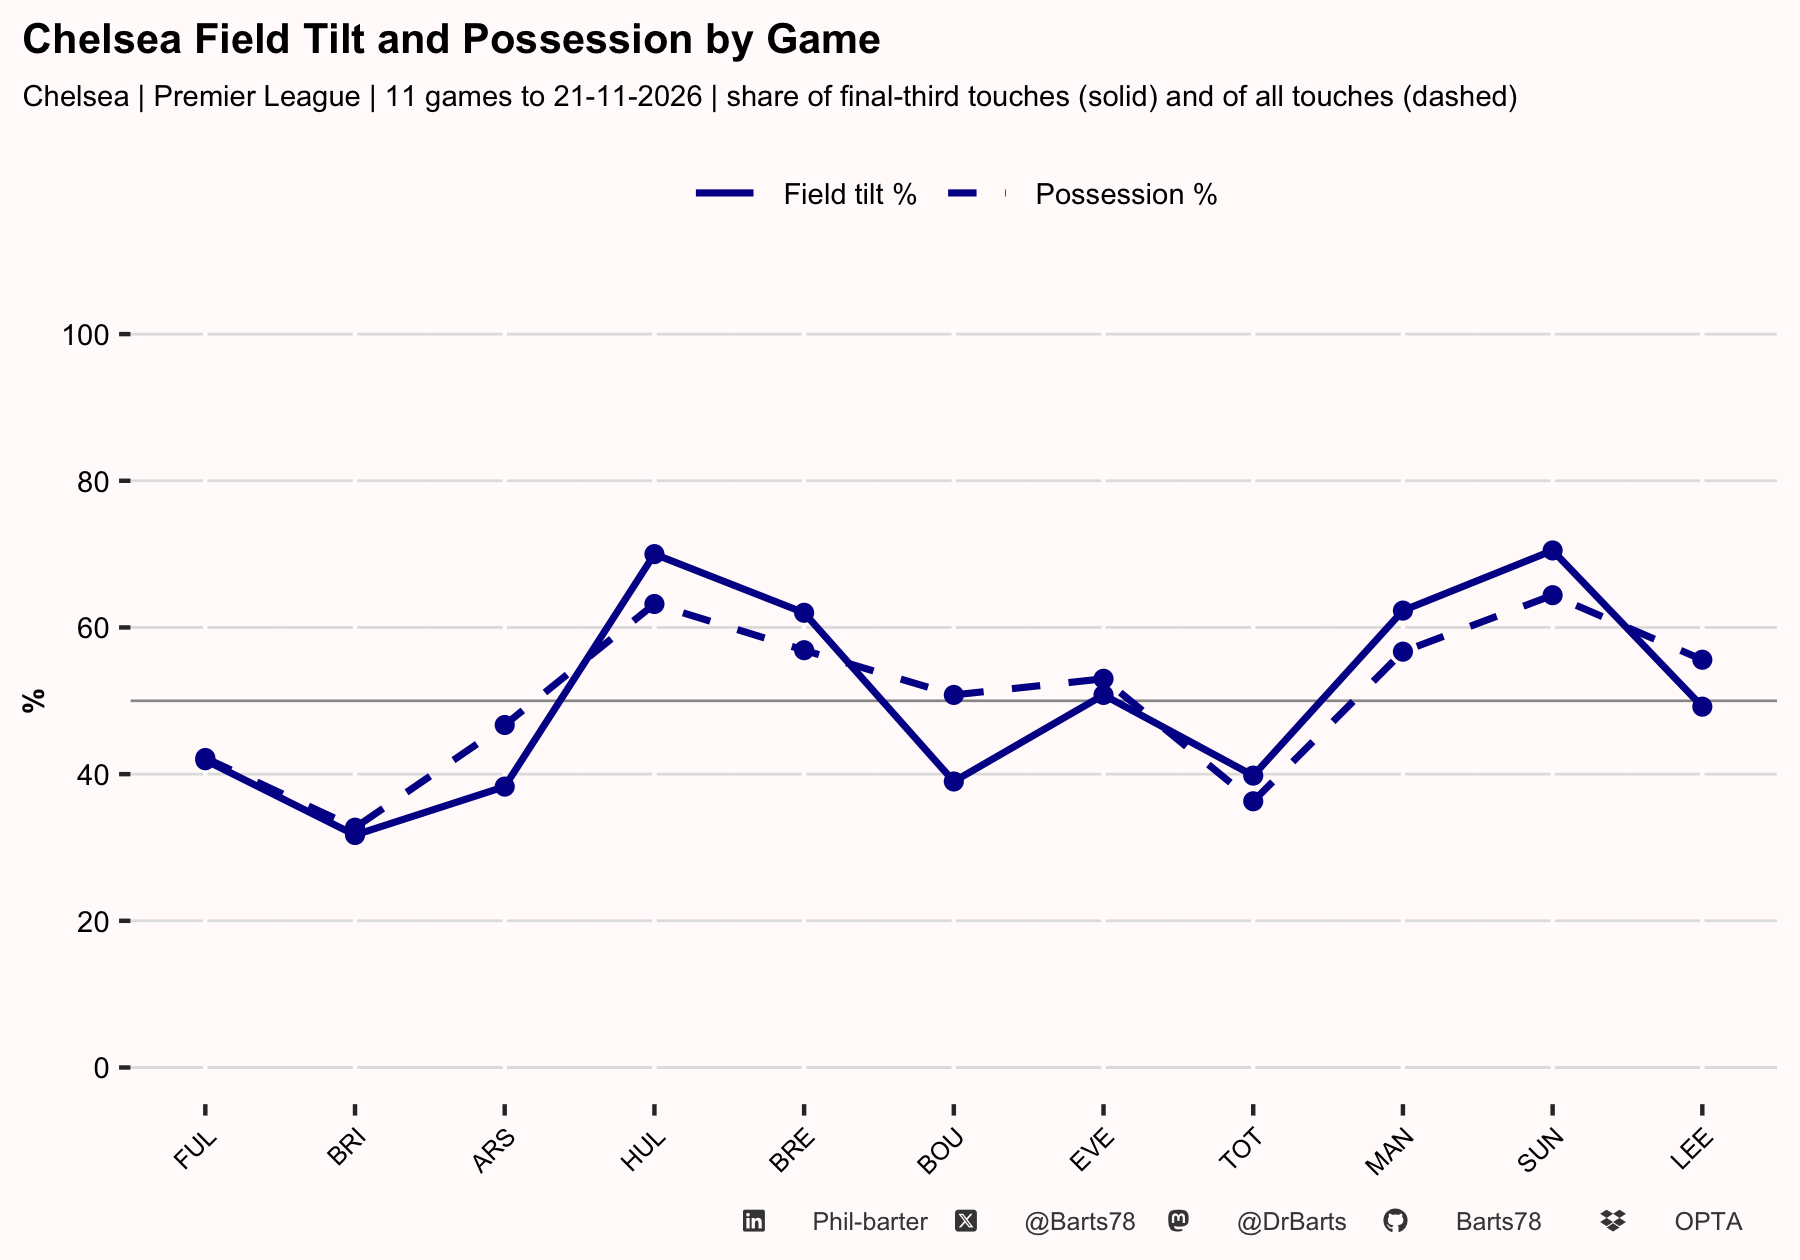 Chelsea Field Tilt and Possession by Game
Chelsea | Premier League | 11 games to 21-11-2026 | share of final-third touches (solid) and of all touches (dashed)
Field tilt % Possession %
100
80
60
40
20
0
%
FUL BRI ARS HUL BRE BOU EVE TOT MAN SUN LEE
Phil-barter @Barts78 @DrBarts Barts78 OPTA